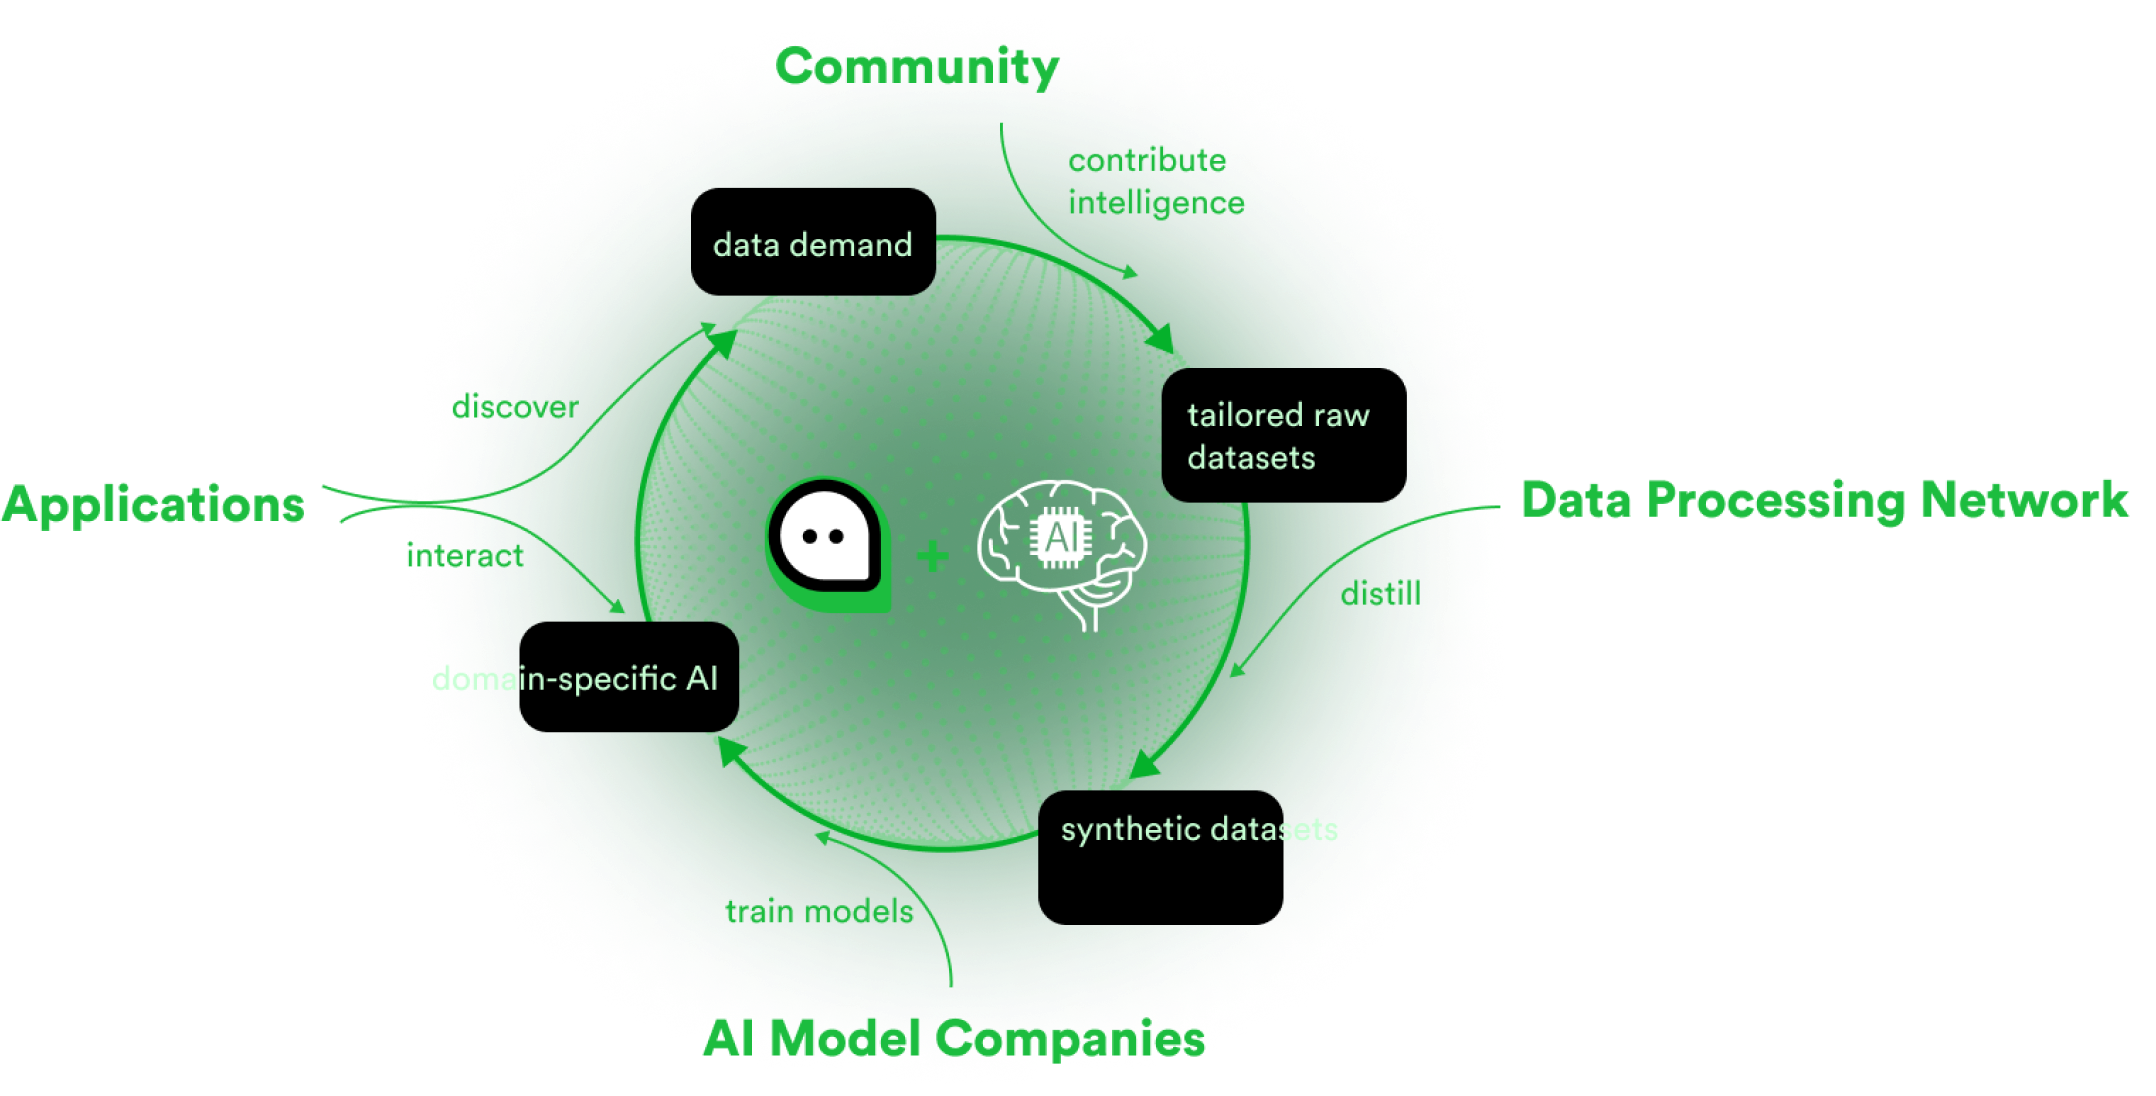 Community
contribute
intelligence
data demand
tailored raw
datasets
discover
Applications
Data Processing Network
interact
AI
distill
domain-specific AI
synthetic datasets
train models
AI Model Companies